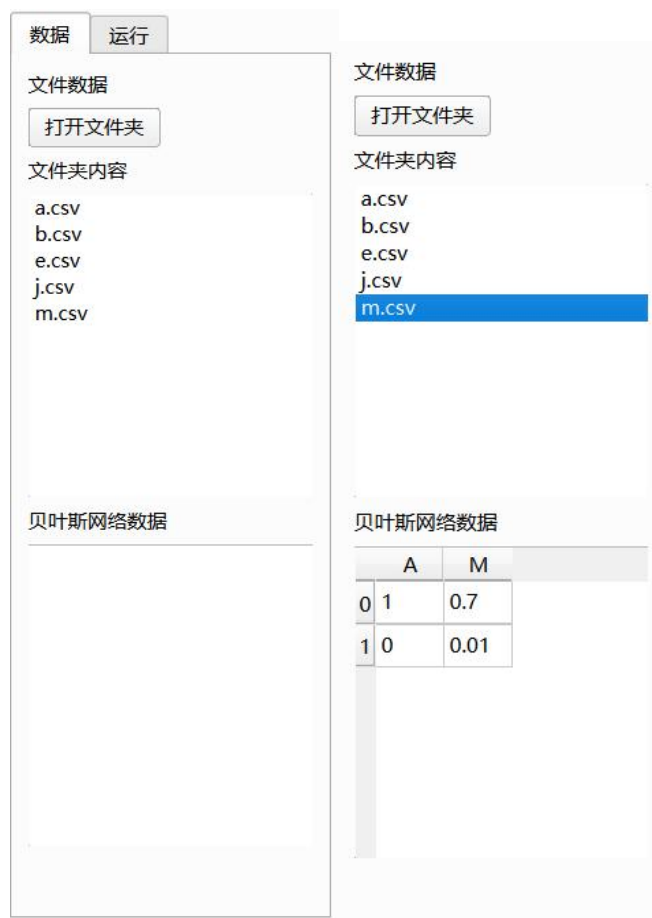 数据 运行
文件数据
打开文件夹
文件夹内容
a.csv
b.csv
e.csv
j.csv
m.csv
贝叶斯网络数据
文件数据
打开文件夹
文件夹内容
a.csv
b.csv
e.csv
j.csv
m.csv
贝叶斯网络数据
A M
0 1 0.7
1 0 0.01